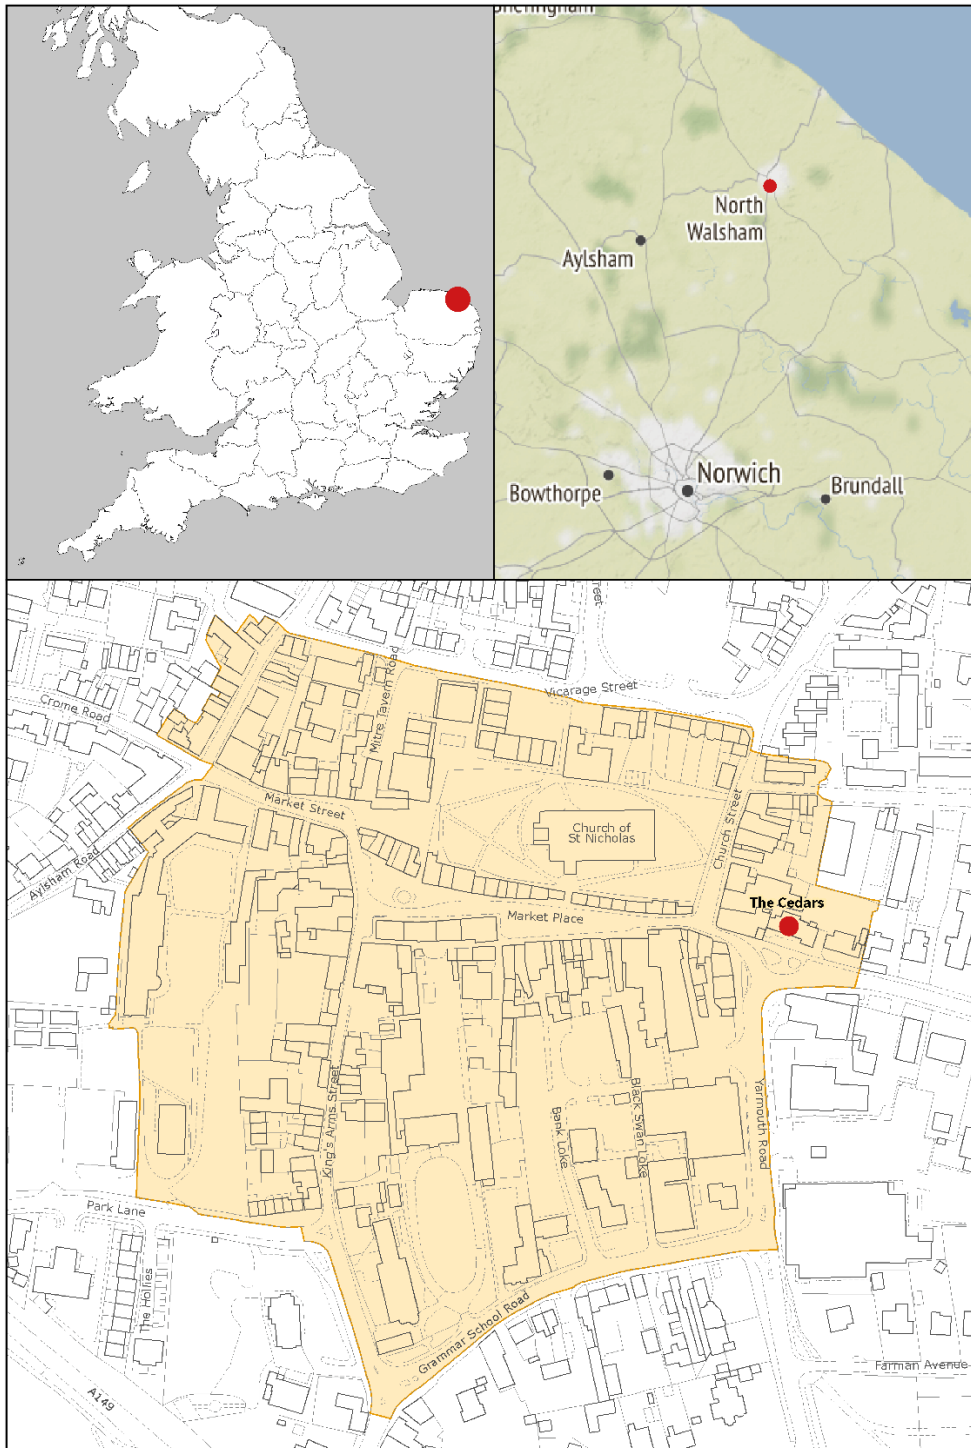 North
Walsham
Aylsham
Norwich
Bowthorpe
Brundall
Vicarage Street
Mitre Tavern Road
Crome Road
Market Street
Church of
St Nicholas
Church Street
Aylsham Road
The Cedars
Market Place
King's Arms Street
Bank Loke
Black Swan Loke
Yarmouth Road
Park Lane
The Hollies
Grammar School Road
Farman Avenue
A149